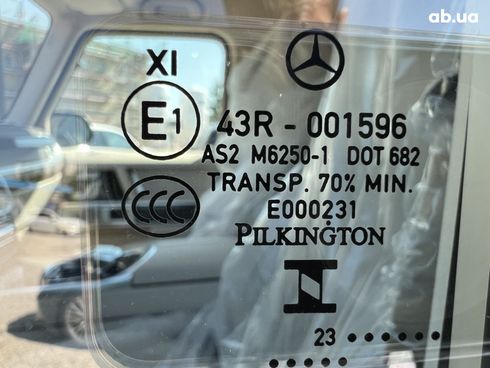 ab.ua
XI
E1 43R - 001596
AS2 M6250-1 DOT 682
CCC TRANSP. 70% MIN.
E000231
PILKINGTON
23